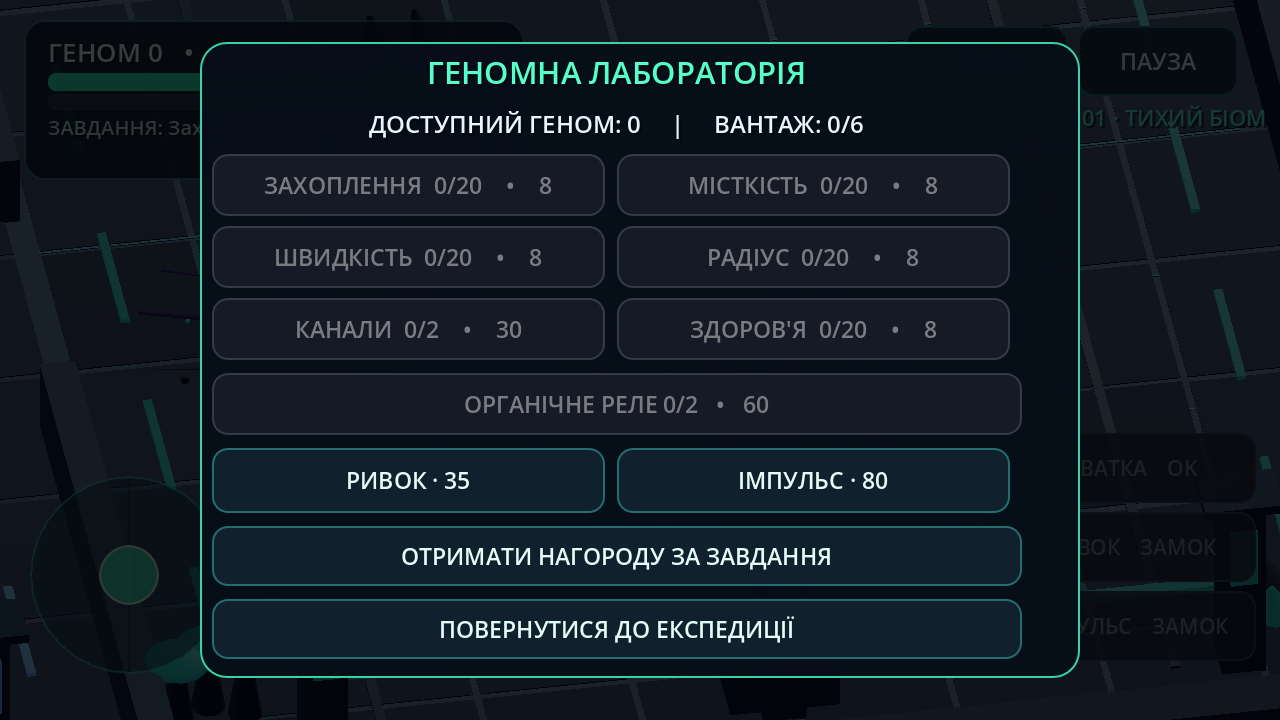 ГЕНОМ 0 •
ПАУЗА
ЗАВДАННЯ: Зах
01 · ТИХИЙ БІОМ
ГЕНОМНА ЛАБОРАТОРІЯ
ДОСТУПНИЙ ГЕНОМ: 0 | ВАНТАЖ: 0/6
ЗАХОПЛЕННЯ 0/20 • 8
МІСТКІСТЬ 0/20 • 8
ШВИДКІСТЬ 0/20 • 8
РАДІУС 0/20 • 8
КАНАЛИ 0/2 • 30
ЗДОРОВ'Я 0/20 • 8
ОРГАНІЧНЕ РЕЛЕ 0/2 • 60
РИВОК · 35
ІМПУЛЬС · 80
ОТРИМАТИ НАГОРОДУ ЗА ЗАВДАННЯ
ПОВЕРНУТИСЯ ДО ЕКСПЕДИЦІЇ
ВАТКА OK
ВОК ЗАМОК
УЛЬС ЗАМОК